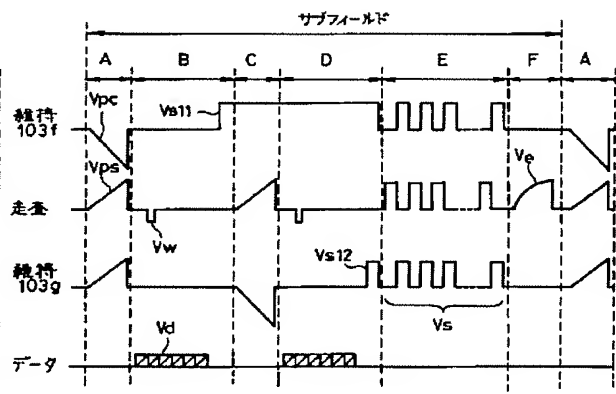 サブフィールド
A B C D E F A
維持
103f
Vpc
Vs11
Vps
Ve
走査
Vw
維持
103g
Vs12
Vs
Vd
データ